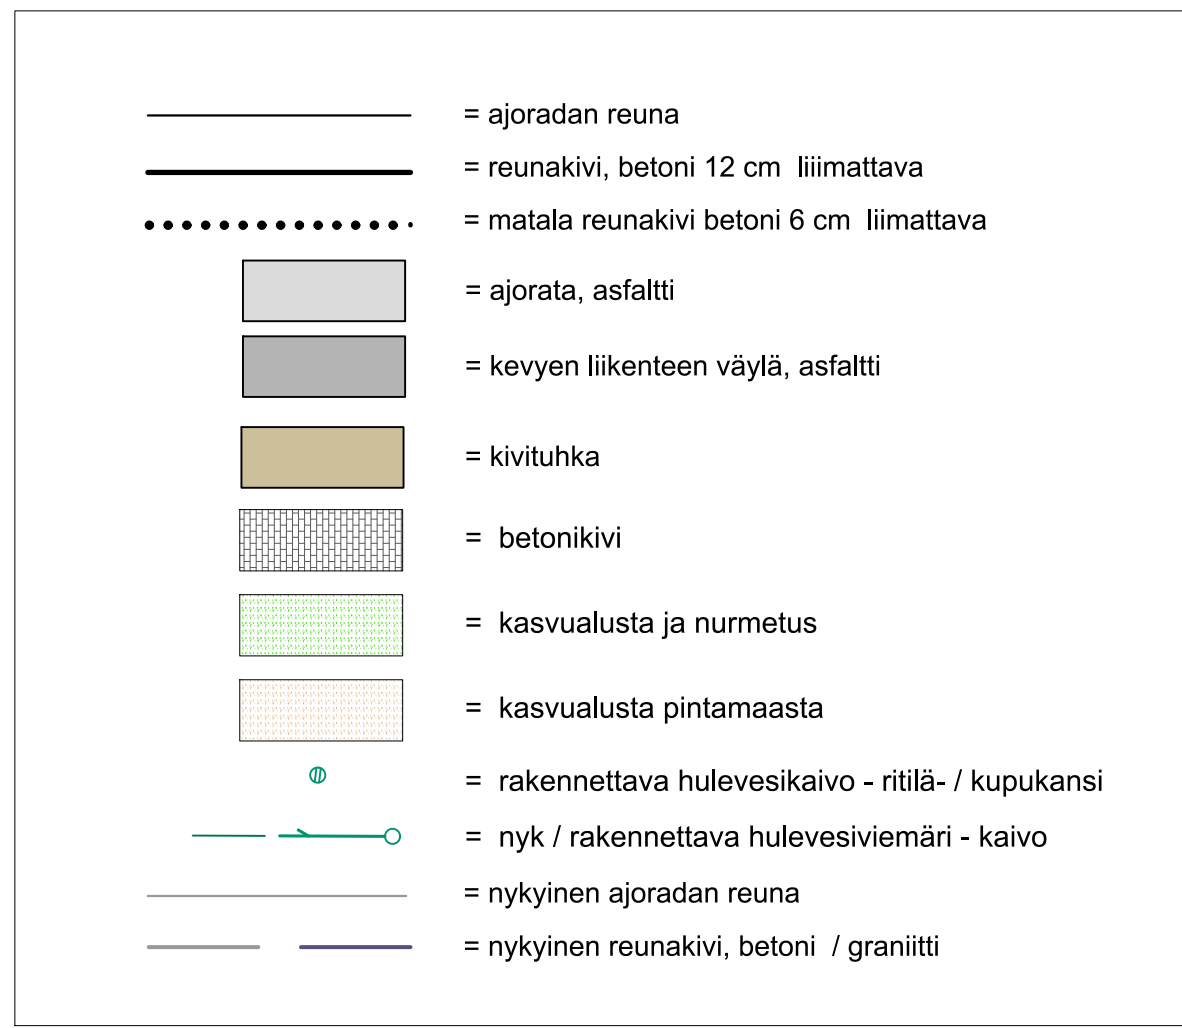 = ajoradan reuna
= reunakivi, betoni 12 cm liiimattava
= matala reunakivi betoni 6 cm liimattava
= ajorata, asfaltti
= kevyen liikenteen väylä, asfaltti
= kivituhka
= betonikivi
= kasvualusta ja nurmetus
= kasvualusta pintamaasta
= rakennettava hulevesikaivo - ritilä- / kupukansi
= nyk / rakennettava hulevesiviemäri - kaivo
= nykyinen ajoradan reuna
= nykyinen reunakivi, betoni / graniitti